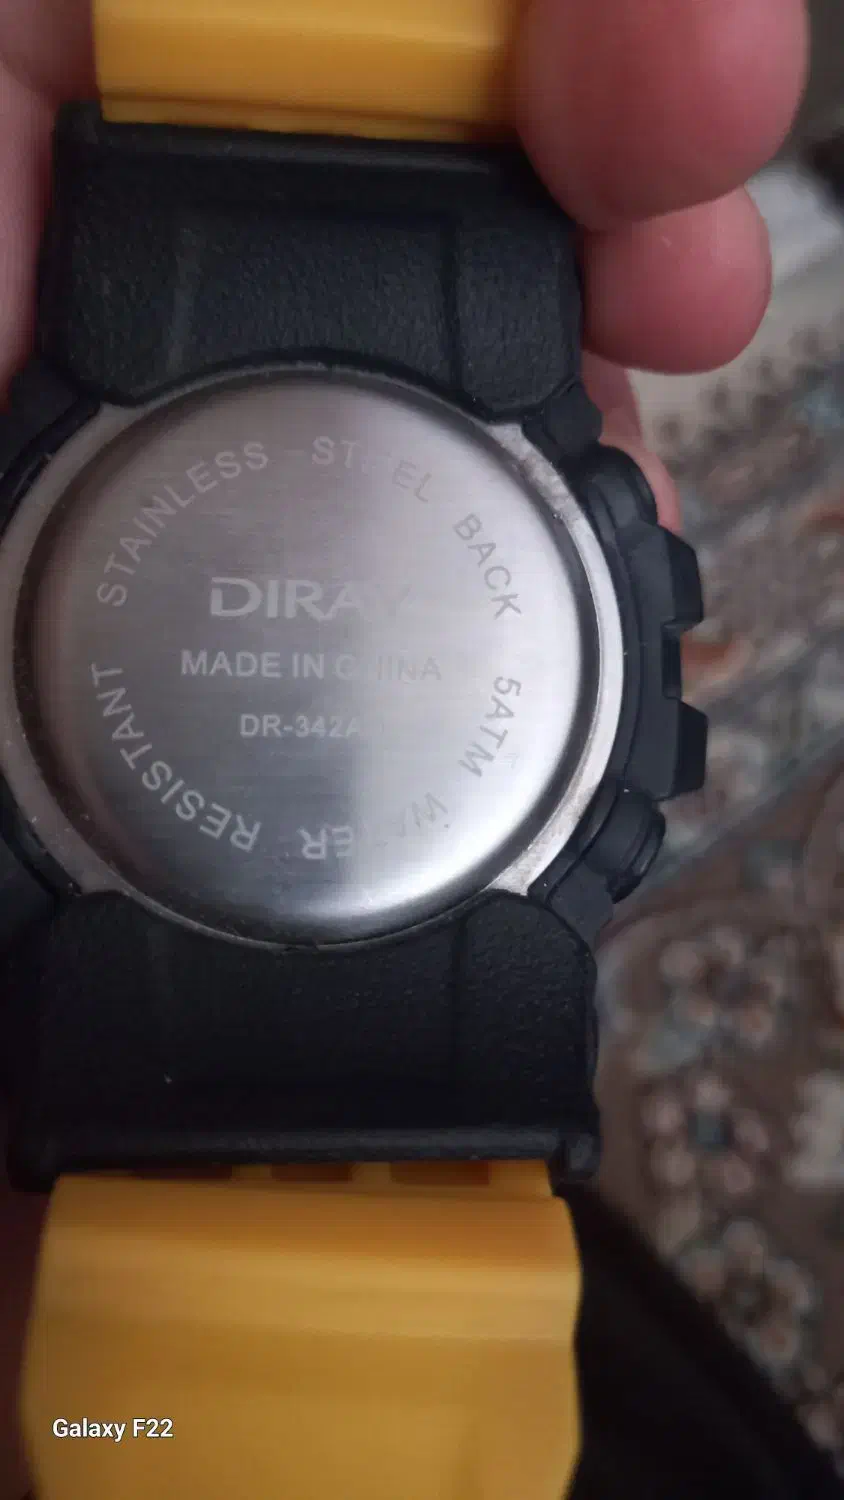 STAINLESS STEEL BACK
DIRAY
MADE IN CHINA
DR-342A
5ATM WATER RESISTANT
Galaxy F22